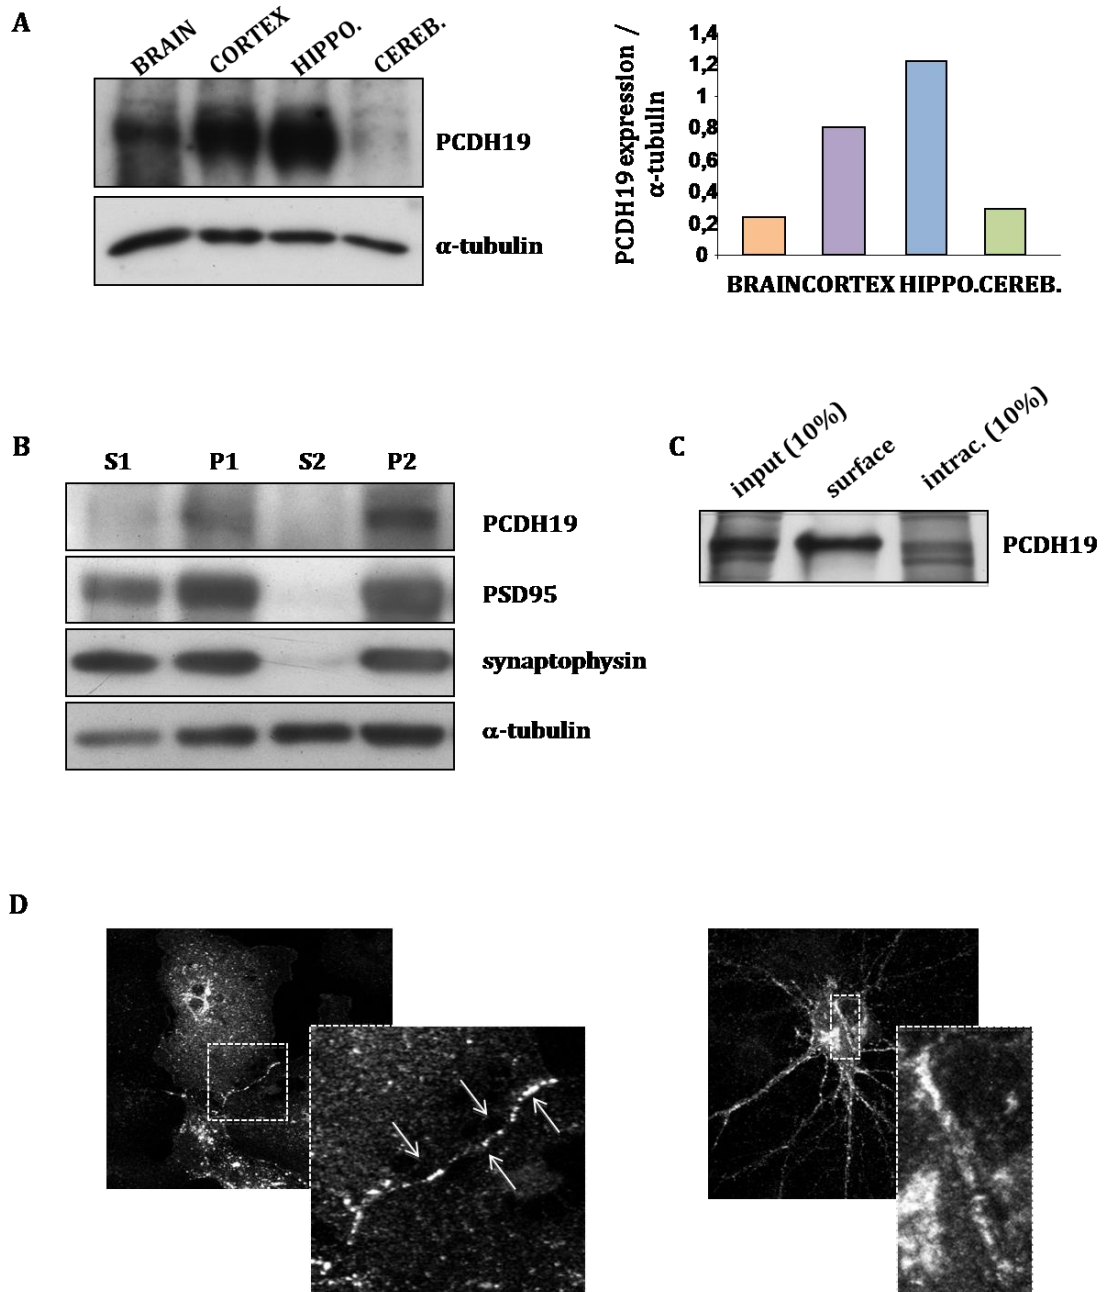 A
BRAIN CORTEX HIPPO. CEREB.
PCDH19
α-tubulin
PCDH19 expression /
α-tubulin
1,4
1,2
1
0,8
0,6
0,4
0,2
0
BRAIN CORTEX HIPPO. CEREB.
B
S1 P1 S2 P2
PCDH19
PSD95
synaptophysin
α-tubulin
C
input (10%) surface intrac. (10%)
PCDH19
D